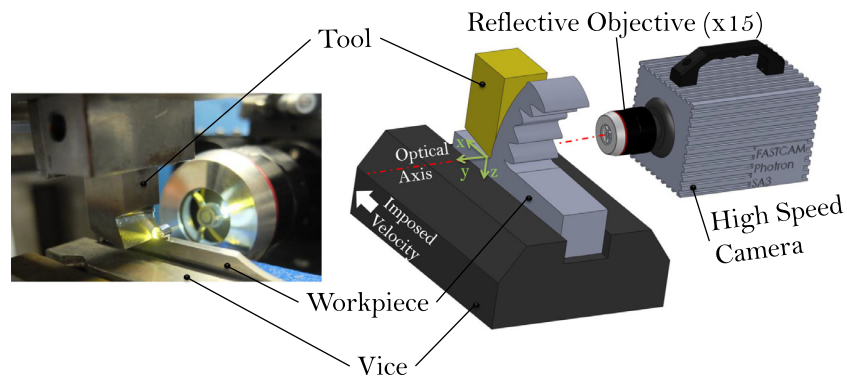 Reflective Objective (x15)
Tool
x
y
z
Optical
Axis
Imposed
Velocity
FASTCAM
Photron
SA3
High Speed
Camera
Workpiece
Vice